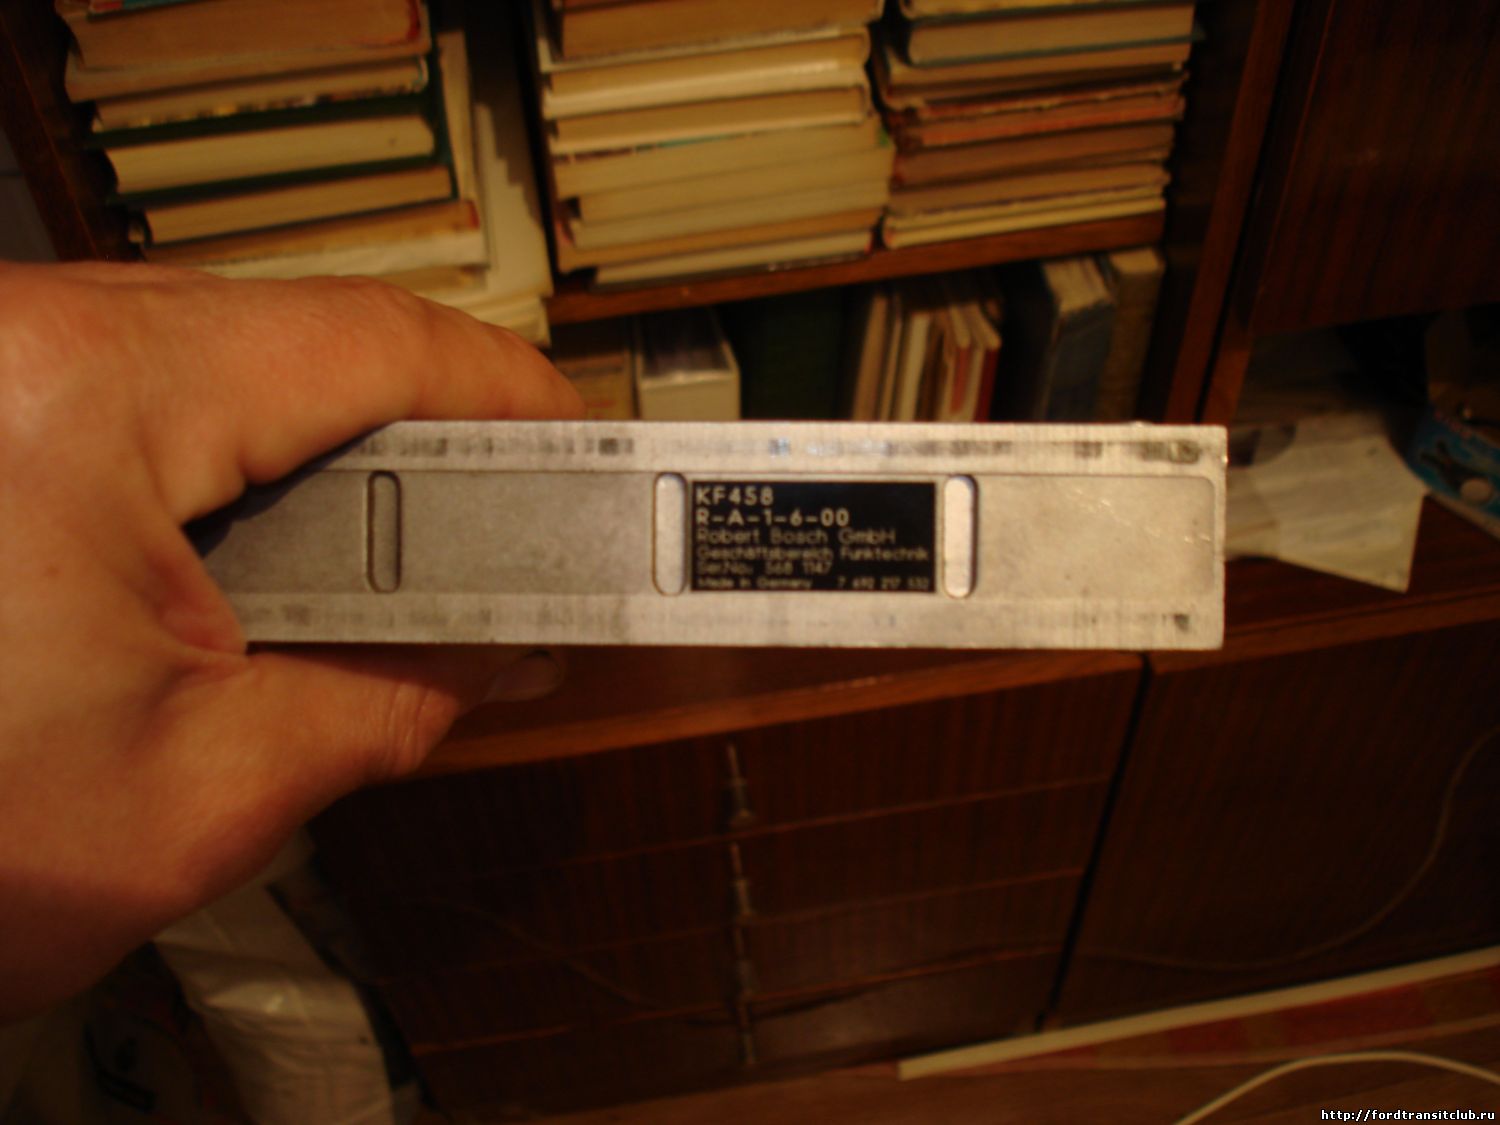 KF458
R-A-1-6-00
Robert Bosch GmbH
Geschäftsbereich Funktechnik
Ser.No.: 568 1147
Made in Germany 7 692 217 532
http://fordtransitclub.ru